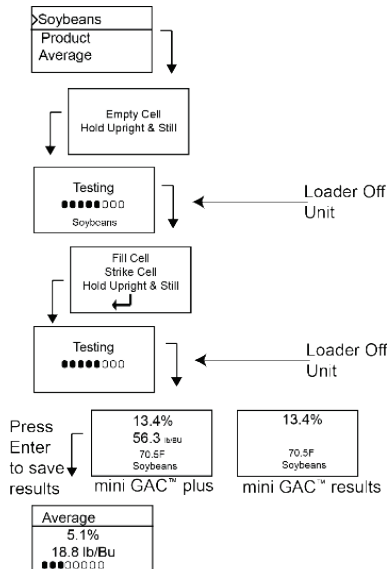 >Soybeans
Product
Average
Empty Cell
Hold Upright & Still
Testing
Soybeans
Loader Off
Unit
Fill Cell
Strike Cell
Hold Upright & Still
Testing
Loader Off
Unit
Press
Enter
to save
results
13.4%
56.3 lb/BU
70.5F
Soybeans
mini GAC™ plus
13.4%
70.5F
Soybeans
mini GAC™ results
Average
5.1%
18.8 lb/Bu